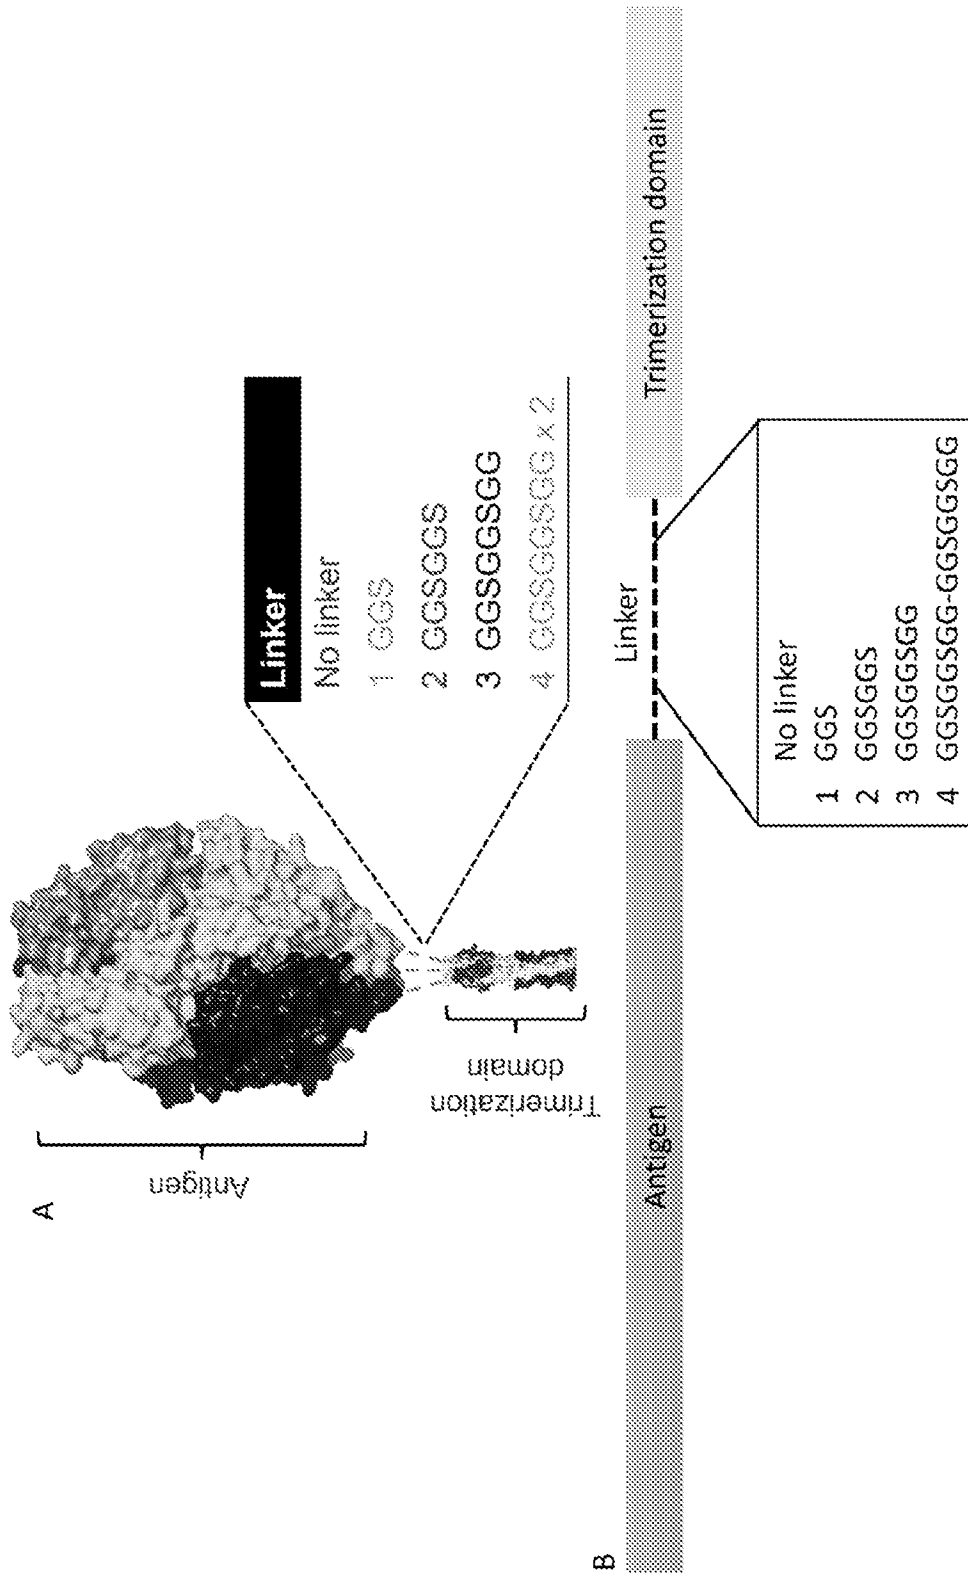 A
Antigen
Trimerization
domain
Linker
No linker
1 GGS
2 GGSGGS
3 GGSGGSGG
4 GGSGGSGG x 2
B
Antigen
Linker
Trimerization domain
No linker
1 GGS
2 GGSGGS
3 GGSGGSGG
4 GGSGGSGG-GGSGGSGG